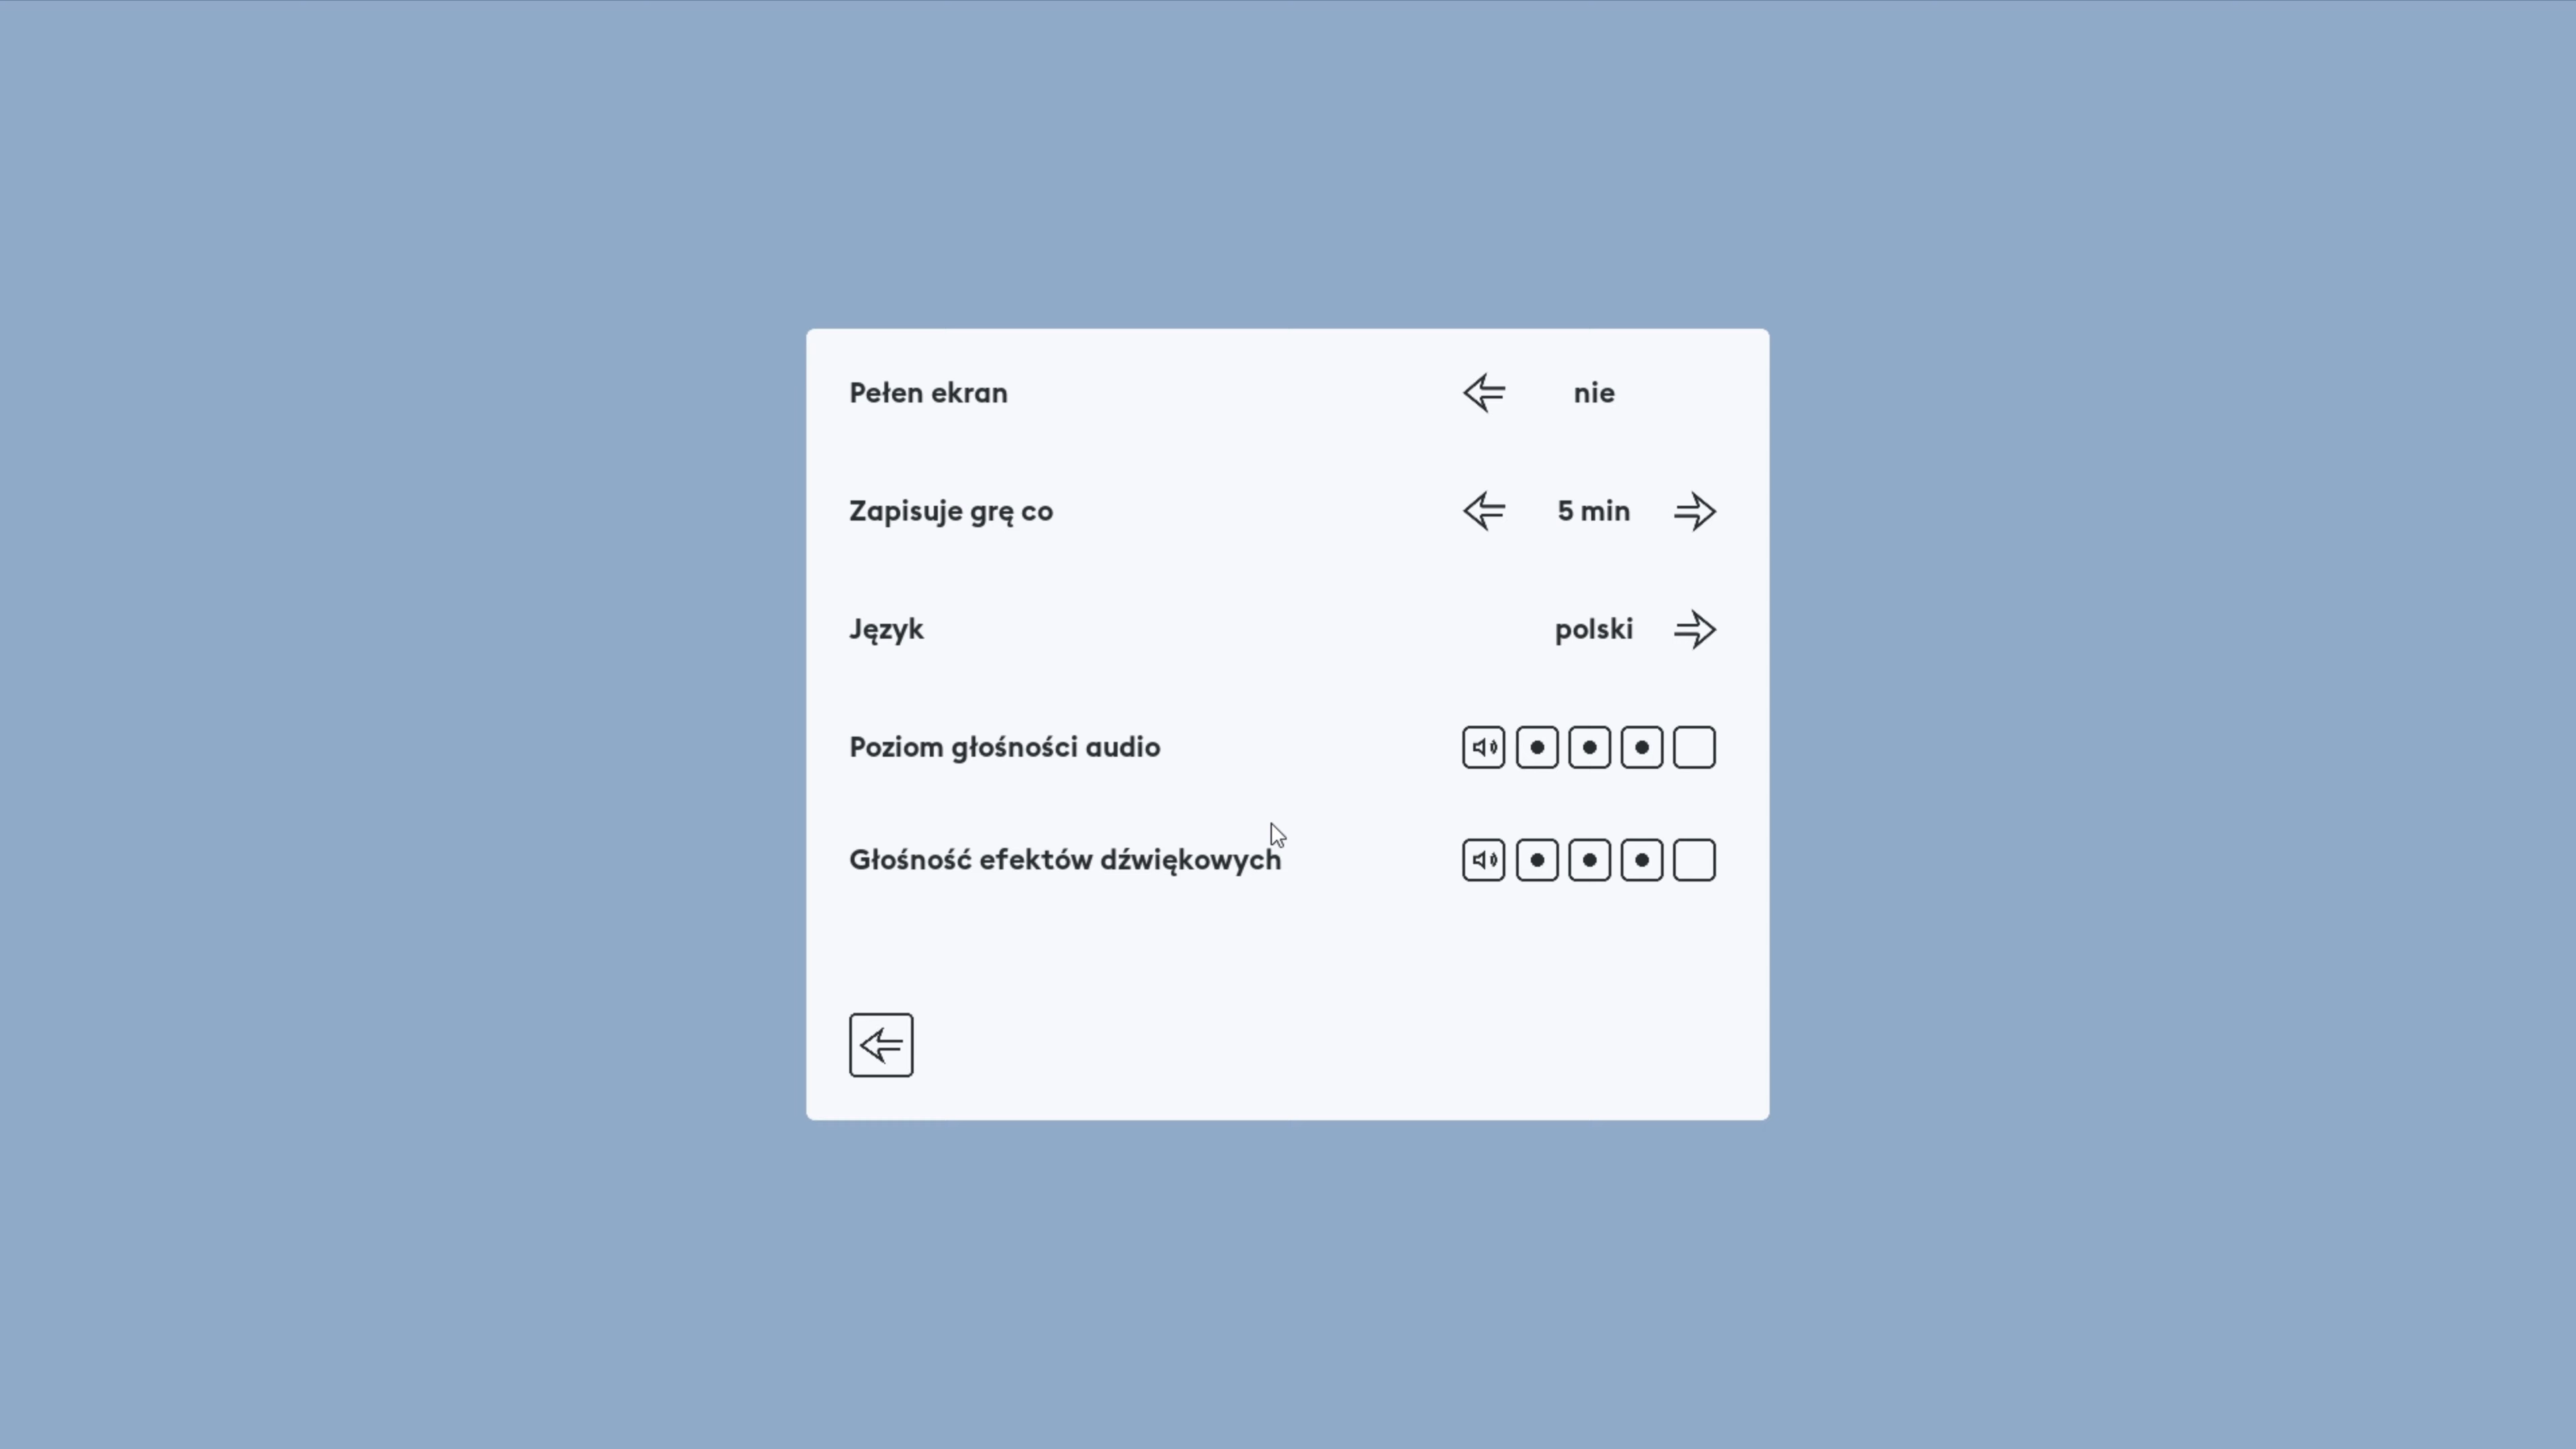 Pełen ekran nie
Zapisuje grę co 5 min
Język polski
Poziom głośności audio
Głośność efektów dźwiękowych